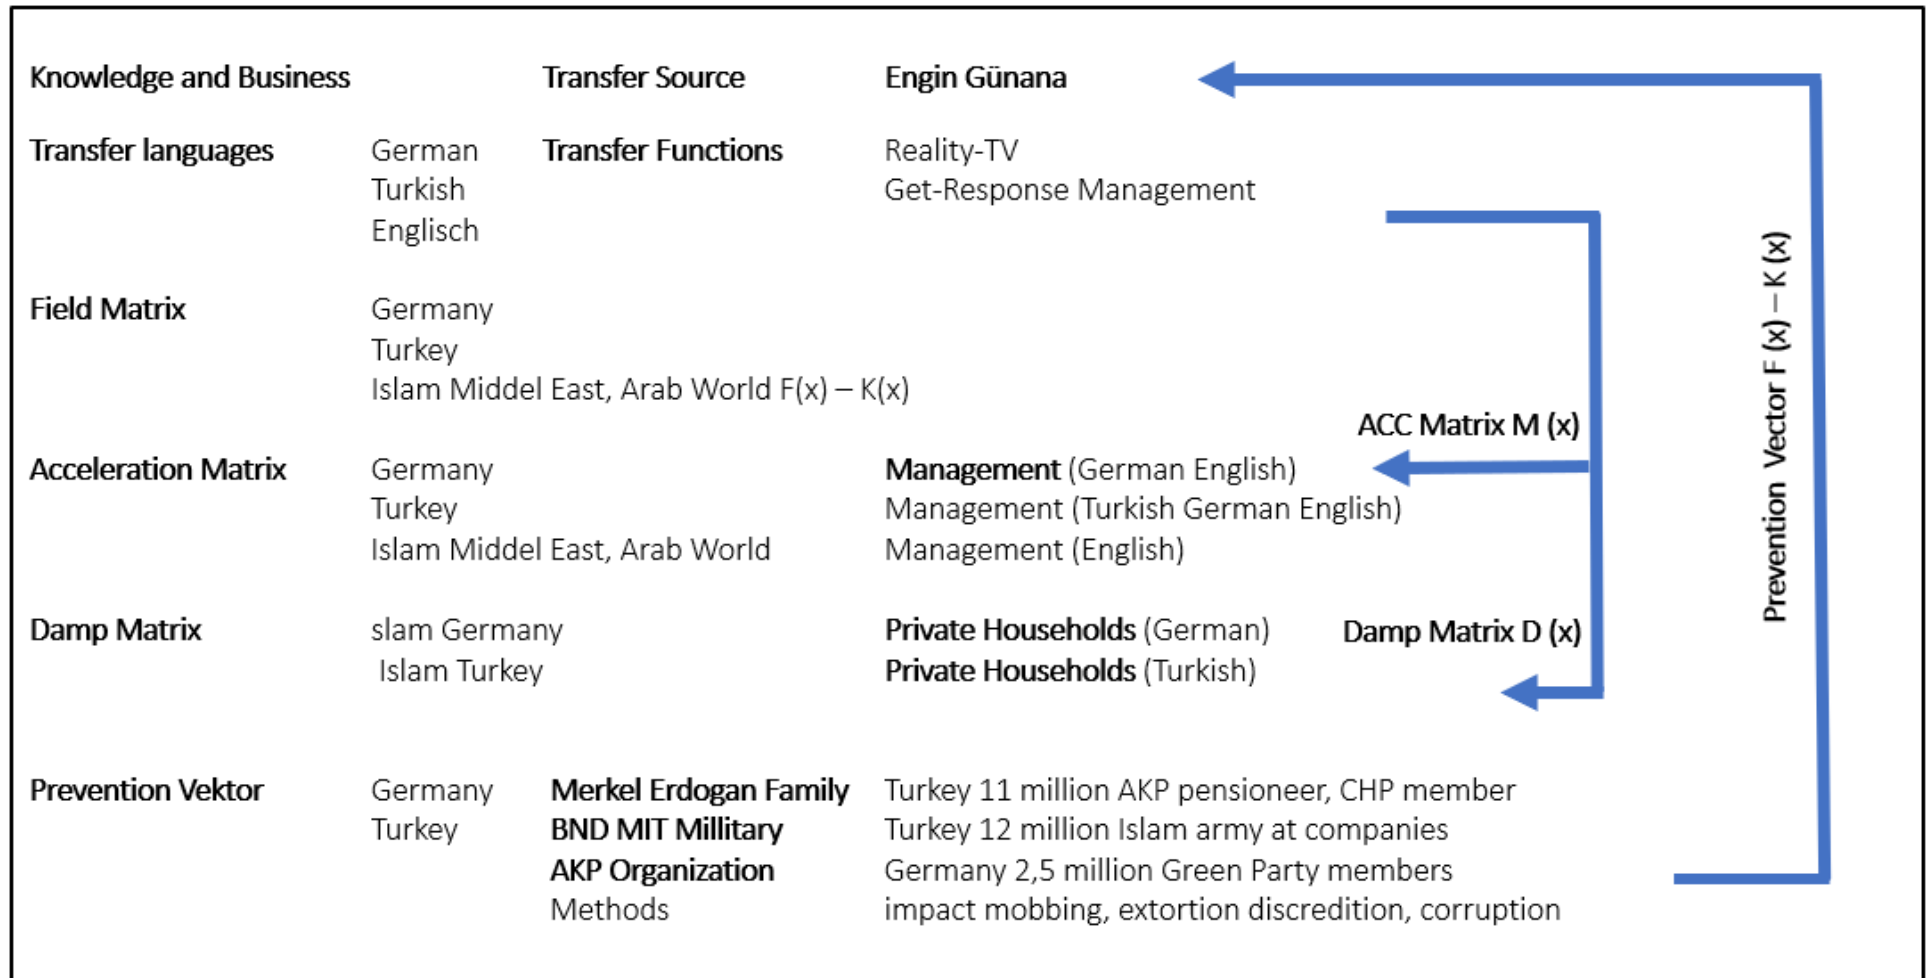 Knowledge and Business Transfer Source Engin Günana
Transfer languages German Transfer Functions Reality-TV
Turkish Get-Response Management
Englisch
Field Matrix Germany
Turkey
Islam Middel East, Arab World F(x) – K(x)
ACC Matrix M (x)
Acceleration Matrix Germany Management (German English)
Turkey Management (Turkish German English)
Islam Middel East, Arab World Management (English)
Damp Matrix slam Germany Private Households (German) Damp Matrix D (x)
Islam Turkey Private Households (Turkish)
Prevention Vektor Germany Merkel Erdogan Family Turkey 11 million AKP pensioneer, CHP member
Turkey BND MIT Millitary Turkey 12 million Islam army at companies
AKP Organization Germany 2,5 million Green Party members
Methods impact mobbing, extortion discredition, corruption
Prevention Vector F (x) – K (x)